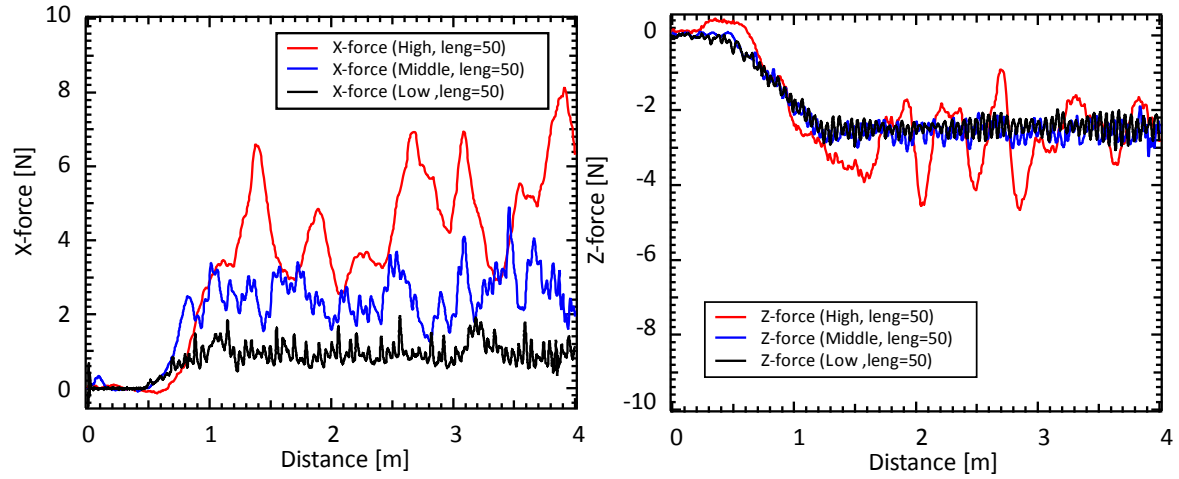 10
8
6
4
2
0
X-force [N]
X-force (High, leng=50)
X-force (Middle, leng=50)
X-force (Low ,leng=50)
0 1 2 3 4
Distance [m]
0
-2
-4
-6
-8
-10
Z-force [N]
Z-force (High, leng=50)
Z-force (Middle, leng=50)
Z-force (Low ,leng=50)
0 1 2 3 4
Distance [m]